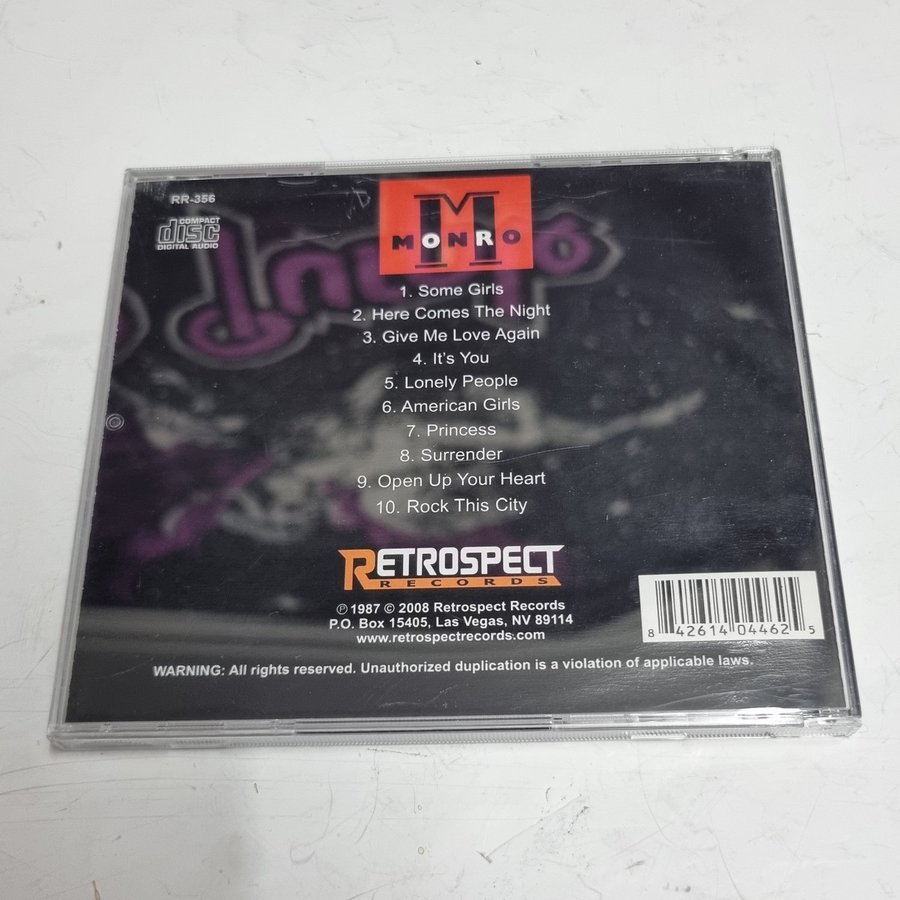 RR-356
COMPACT
disc
DIGITAL AUDIO
M
MONRO
1. Some Girls
2. Here Comes The Night
3. Give Me Love Again
4. It's You
5. Lonely People
6. American Girls
7. Princess
8. Surrender
9. Open Up Your Heart
10. Rock This City
RETROSPECT
RECORDS
℗ 1987 © 2008 Retrospect Records
P.O. Box 15405, Las Vegas, NV 89114
www.retrospectrecords.com
8 42614 04462 5
WARNING: All rights reserved. Unauthorized duplication is a violation of applicable laws.